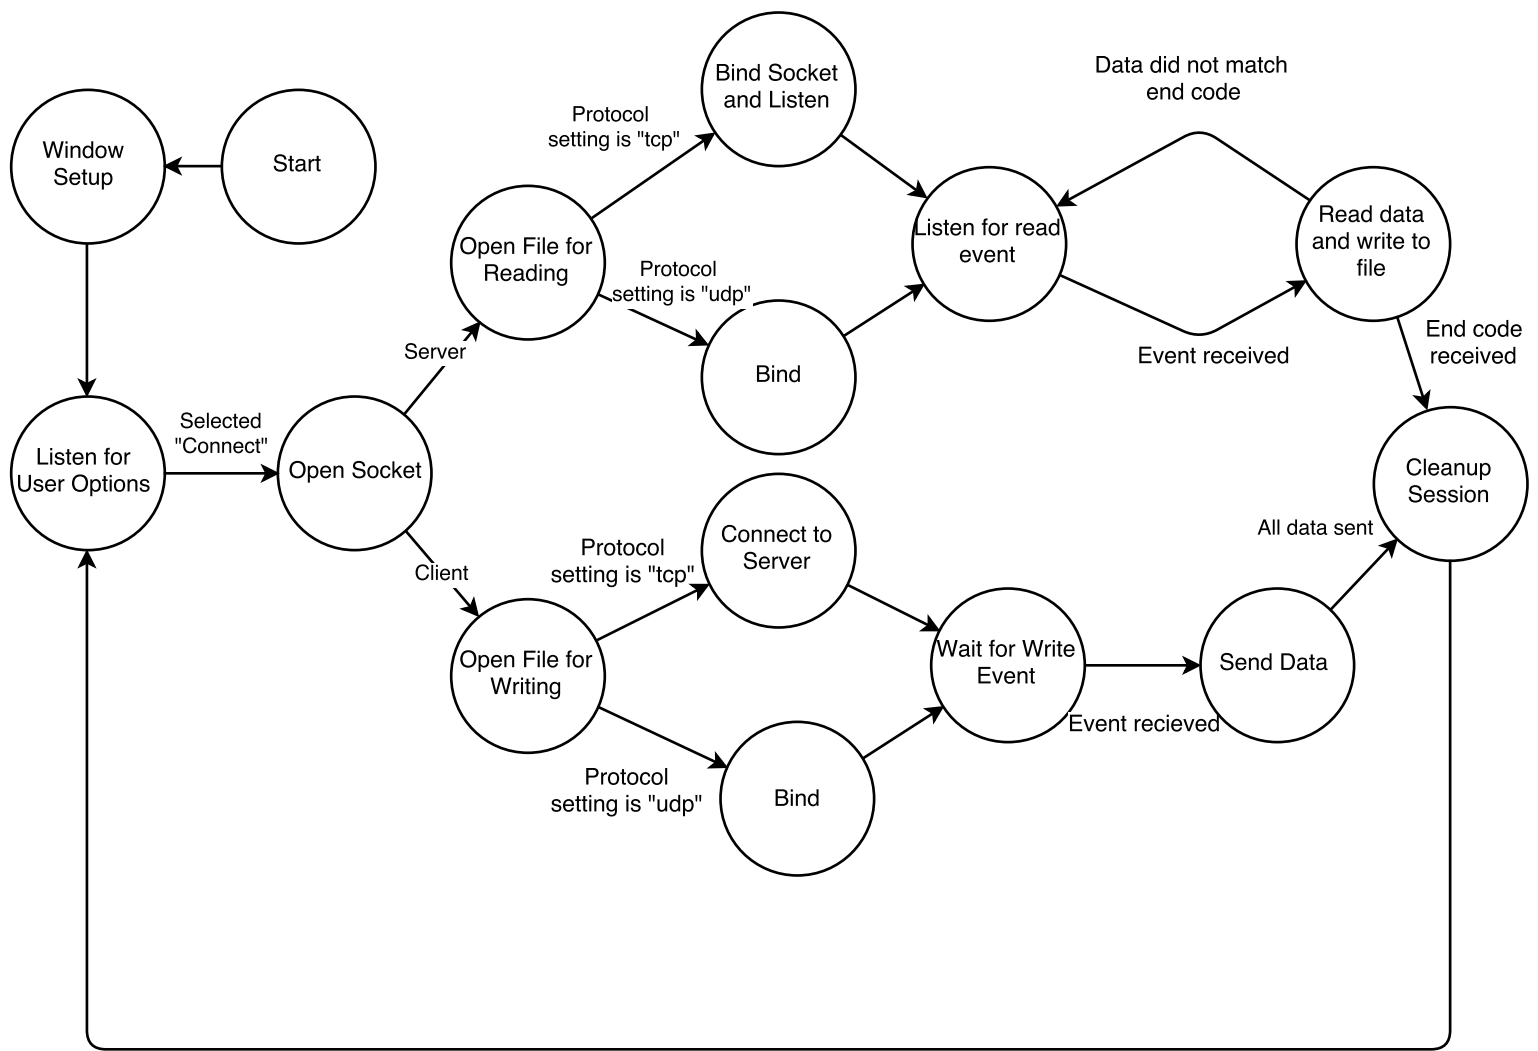 Bind Socket
and Listen
Data did not match
end code
Window
Setup
Start
Protocol
setting is "tcp"
Open File for
Reading
Listen for read
event
Read data
and write to
file
Protocol
setting is "udp"
Server
Bind
Event received
End code
received
Selected
"Connect"
Listen for
User Options
Open Socket
Cleanup
Session
Client
Protocol
setting is "tcp"
Connect to
Server
All data sent
Open File for
Writing
Wait for Write
Event
Send Data
Event recieved
Protocol
setting is "udp"
Bind